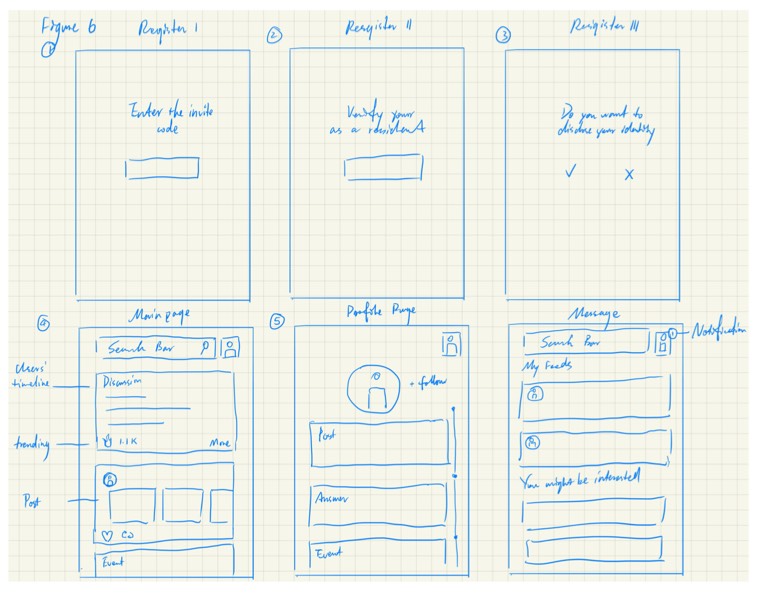 Figure 6
① Register I
② Register II
③ Register III
Enter the invite
code
Verify your
as a resident
Do you want to
disclose your identity
✓ X
④ Main page
⑤ Profile Page
Message
Search Bar
Users'
timeline
Discussion
1.1K
More
trending
Post
Event
+ follow
Post
Answer
Event
Search Bar
1
Notification
My Feeds
You might be interested